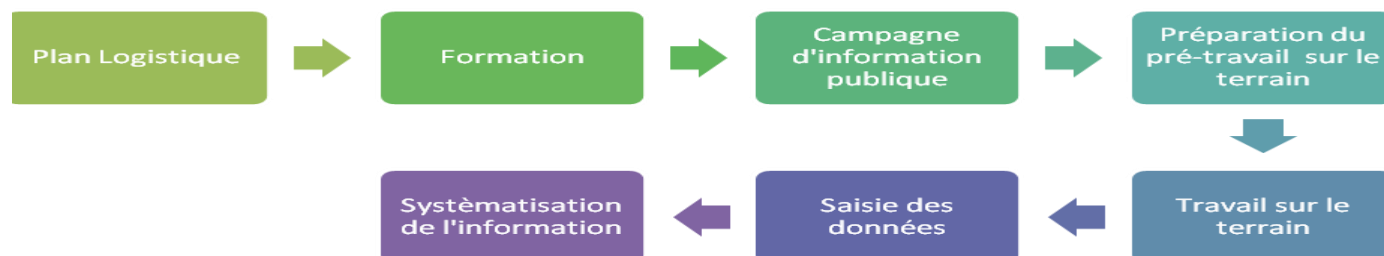 Plan Logistique
Formation
Campagne
d'information
publique
Préparation du
pré-travail sur le
terrain
Travail sur le
terrain
Saisie des
données
Systèmatisation
de l'information